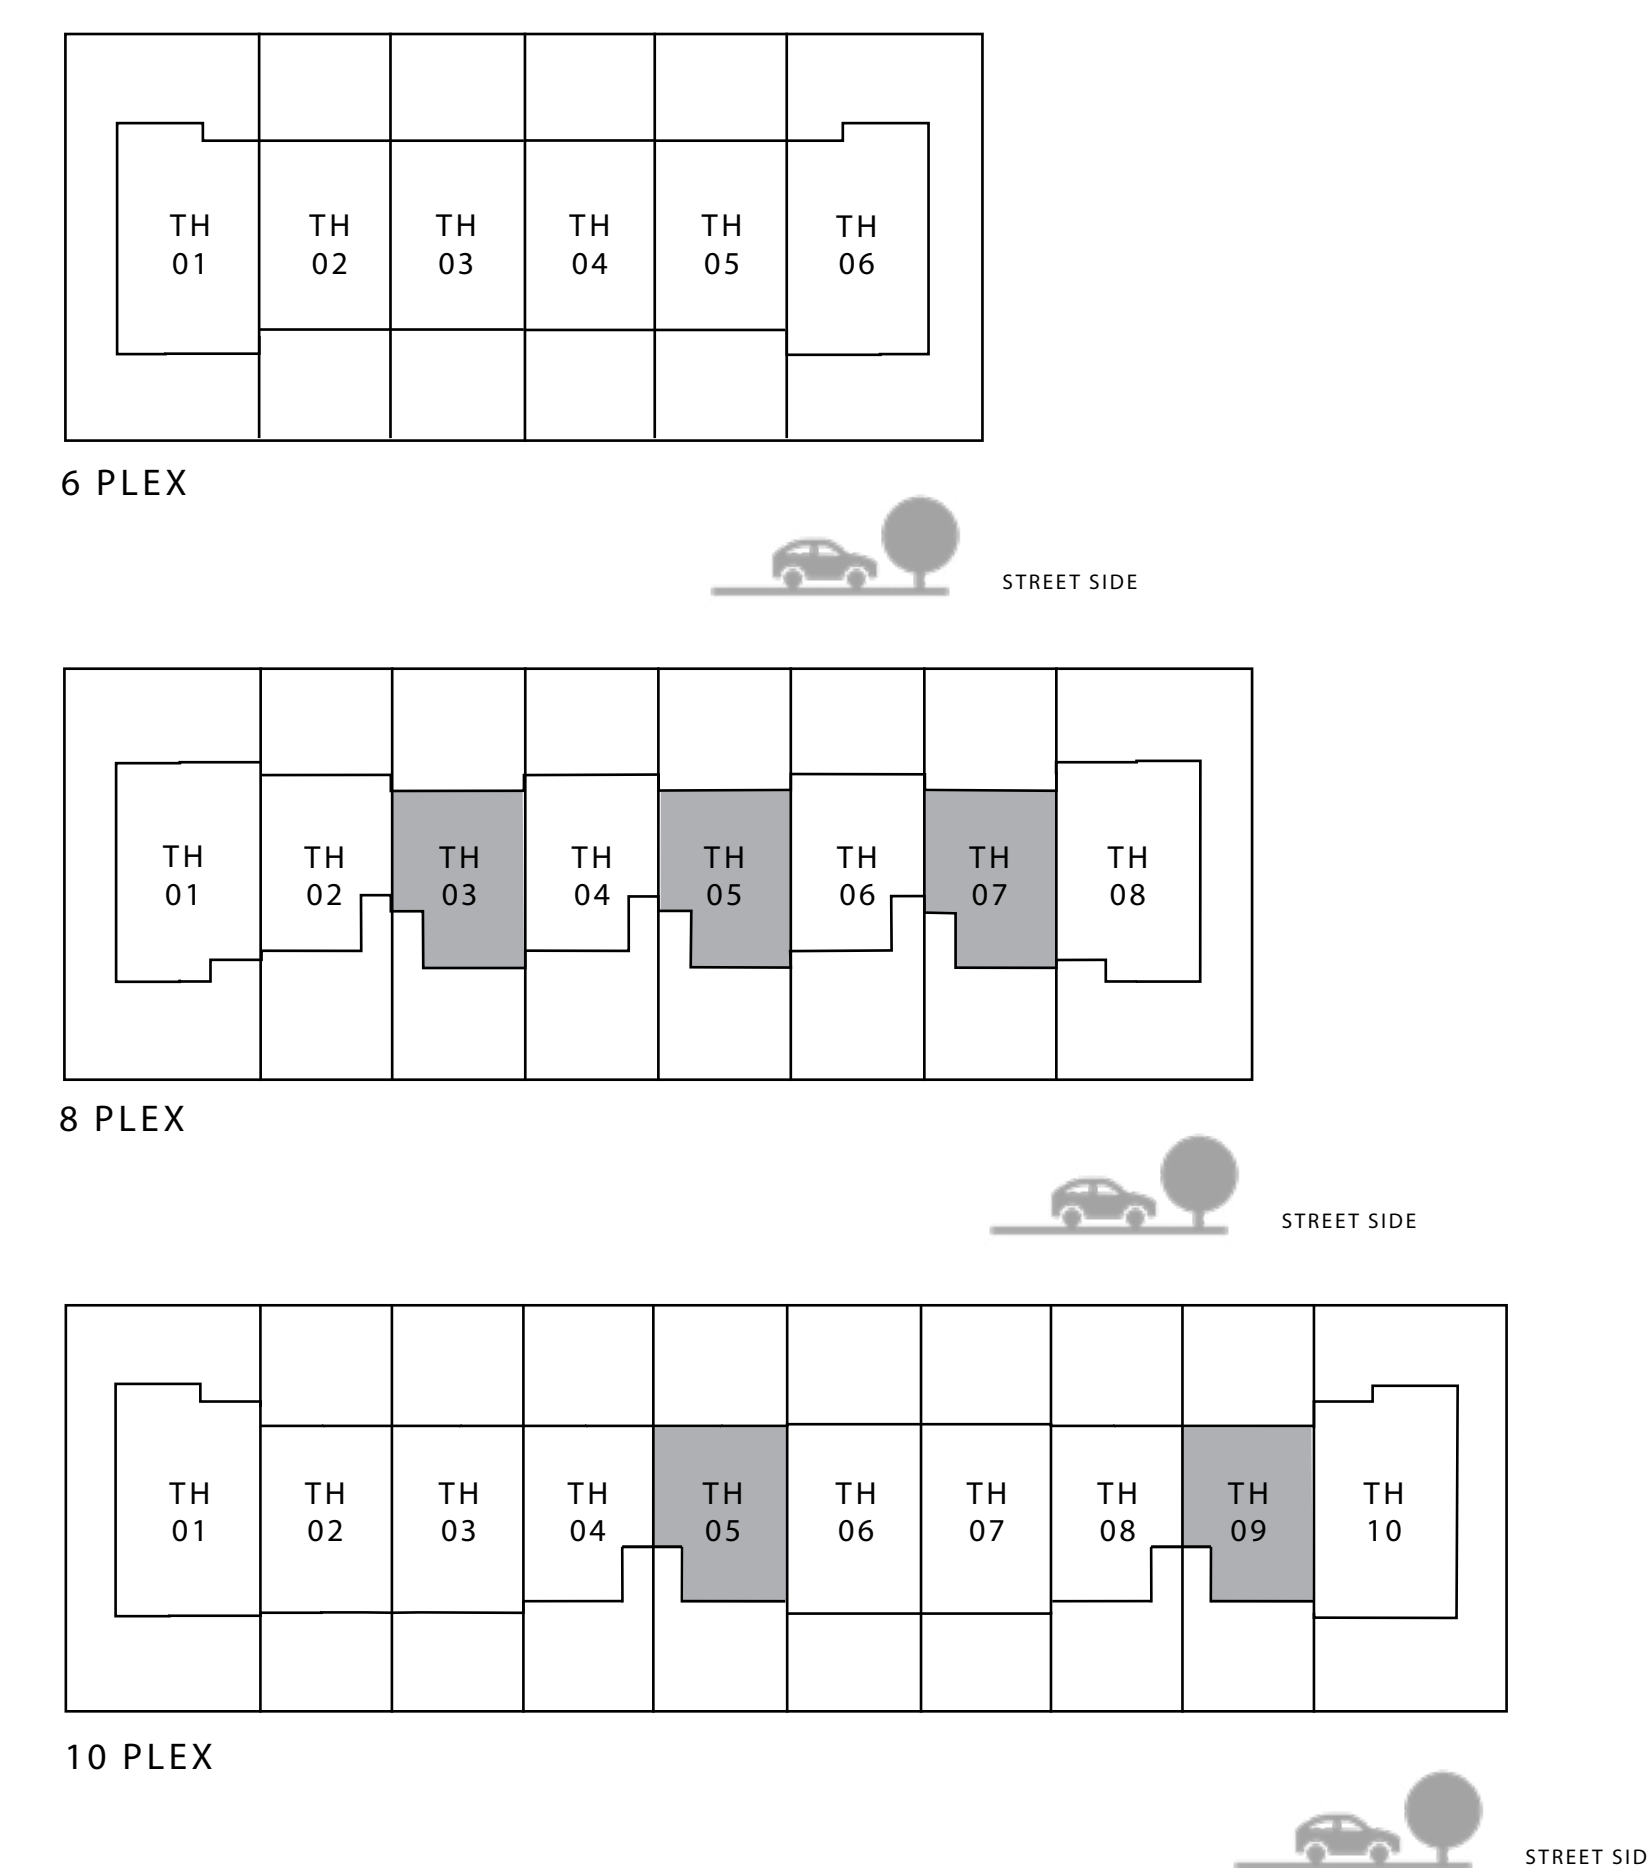 TH TH TH TH TH TH
01 02 03 04 05 06
6 PLEX
STREET SIDE
TH TH TH TH TH TH TH TH
01 02 03 04 05 06 07 08
8 PLEX
STREET SIDE
TH TH TH TH TH TH TH TH TH TH
01 02 03 04 05 06 07 08 09 10
10 PLEX
STREET SID